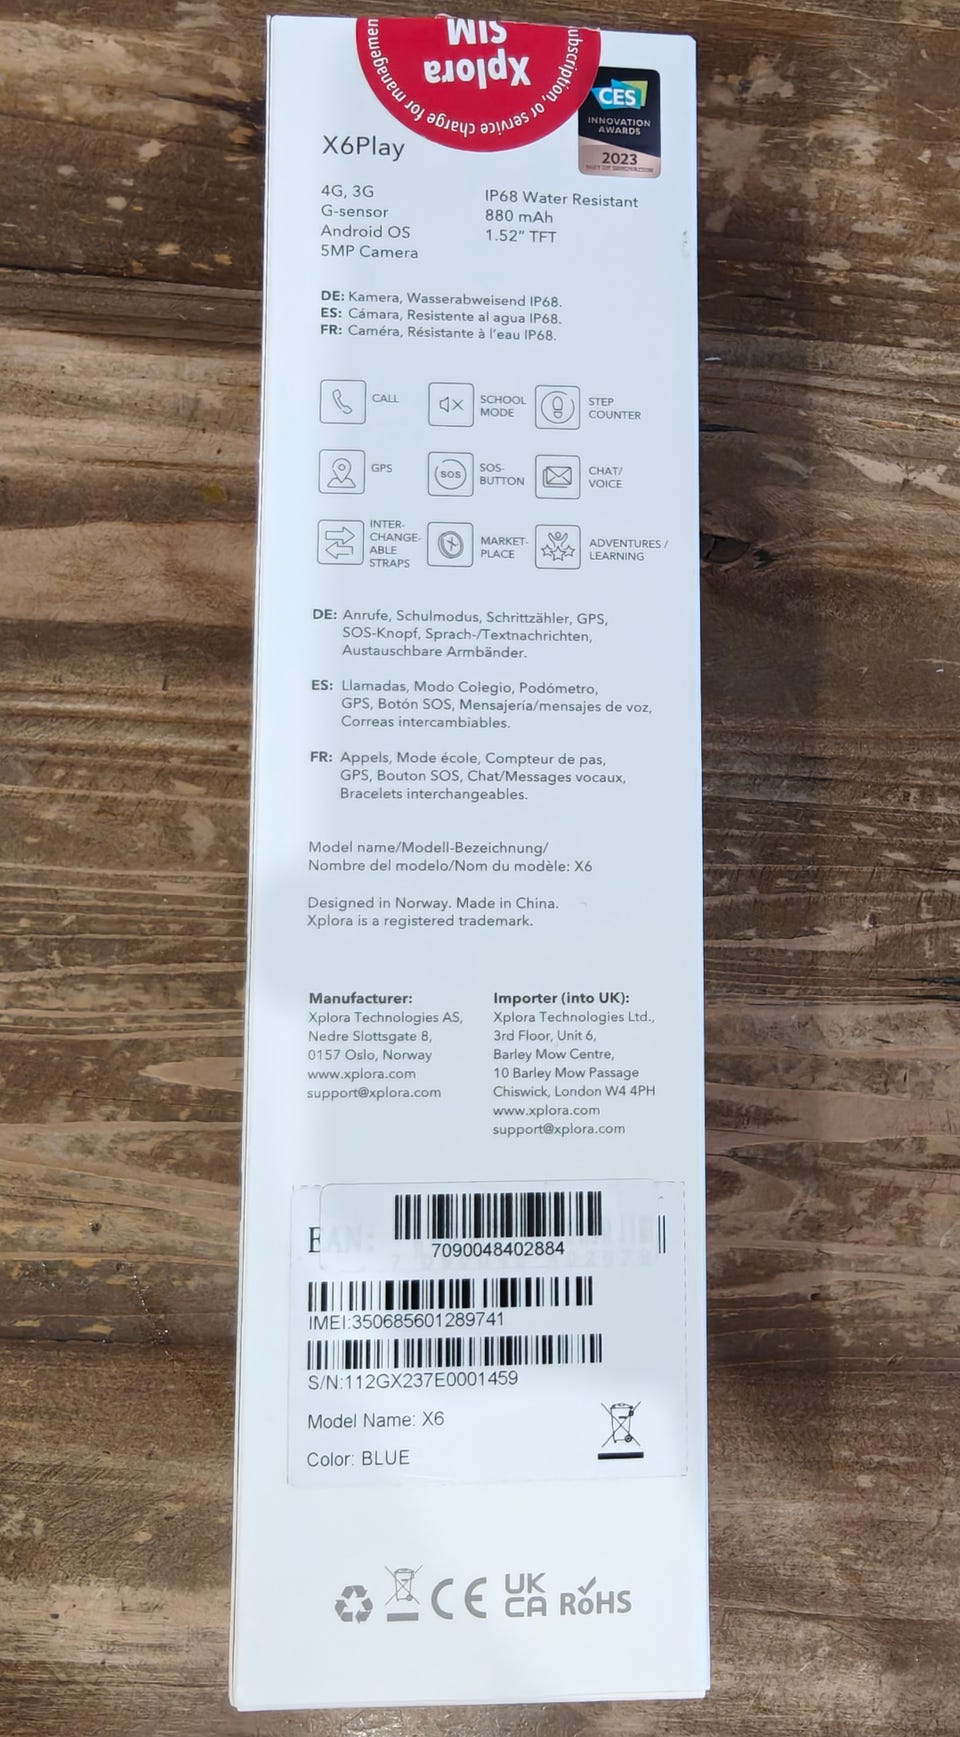 Xplora
SIM
ubscription, or service charge for managemen
CES
INNOVATION
AWARDS
2023
X6Play
4G, 3G
G-sensor
Android OS
5MP Camera
IP68 Water Resistant
880 mAh
1.52" TFT
DE: Kamera, Wasserabweisend IP68.
ES: Cámara, Resistente al agua IP68.
FR: Caméra, Résistante à l'eau IP68.
CALL
SCHOOL
MODE
STEP
COUNTER
GPS
SOS
SOS-
BUTTON
CHAT/
VOICE
INTER-
CHANGE-
ABLE
STRAPS
MARKET-
PLACE
ADVENTURES /
LEARNING
DE: Anrufe, Schulmodus, Schrittzähler, GPS,
SOS-Knopf, Sprach-/Textnachrichten,
Austauschbare Armbänder.
ES: Llamadas, Modo Colegio, Podómetro,
GPS, Botón SOS, Mensajería/mensajes de voz,
Correas intercambiables.
FR: Appels, Mode école, Compteur de pas,
GPS, Bouton SOS, Chat/Messages vocaux,
Bracelets interchangeables.
Model name/Modell-Bezeichnung/
Nombre del modelo/Nom du modèle: X6
Designed in Norway. Made in China.
Xplora is a registered trademark.
Manufacturer:
Xplora Technologies AS,
Nedre Slottsgate 8,
0157 Oslo, Norway
www.xplora.com
support@xplora.com
Importer (into UK):
Xplora Technologies Ltd.,
3rd Floor, Unit 6,
Barley Mow Centre,
10 Barley Mow Passage
Chiswick, London W4 4PH
www.xplora.com
support@xplora.com
EAN:
7090048402884
IMEI:350685601289741
S/N:112GX237E0001459
Model Name: X6
Color: BLUE
CE
UK
CA
RoHS